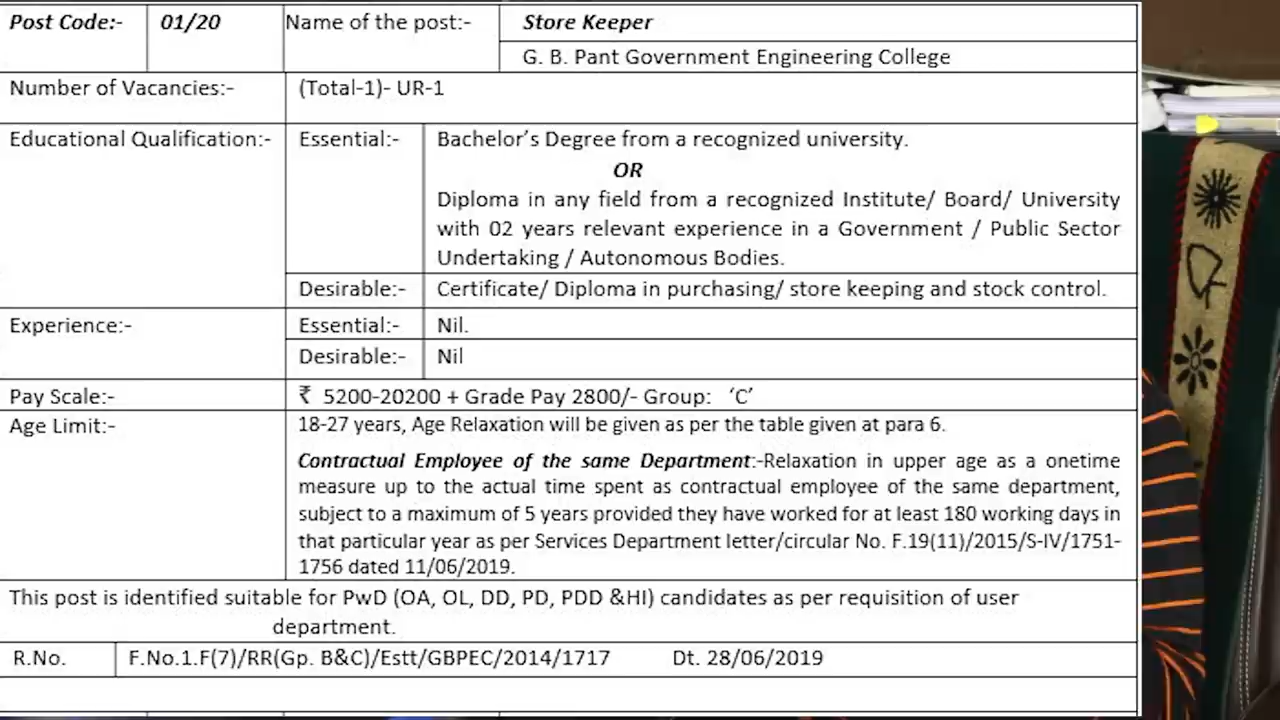 Post Code:- 01/20 Name of the post:- Store Keeper
G. B. Pant Government Engineering College
Number of Vacancies:- (Total-1)- UR-1
Educational Qualification:- Essential:- Bachelor’s Degree from a recognized university.
OR
Diploma in any field from a recognized Institute/ Board/ University
with 02 years relevant experience in a Government / Public Sector
Undertaking / Autonomous Bodies.
Desirable:- Certificate/ Diploma in purchasing/ store keeping and stock control.
Experience:- Essential:- Nil.
Desirable:- Nil
Pay Scale:- ₹ 5200-20200 + Grade Pay 2800/- Group: ‘C’
Age Limit:- 18-27 years, Age Relaxation will be given as per the table given at para 6.
Contractual Employee of the same Department:-Relaxation in upper age as a onetime
measure up to the actual time spent as contractual employee of the same department,
subject to a maximum of 5 years provided they have worked for at least 180 working days in
that particular year as per Services Department letter/circular No. F.19(11)/2015/S-IV/1751-
1756 dated 11/06/2019.
This post is identified suitable for PwD (OA, OL, DD, PD, PDD &HI) candidates as per requisition of user
department.
R.No. F.No.1.F(7)/RR(Gp. B&C)/Estt/GBPEC/2014/1717 Dt. 28/06/2019